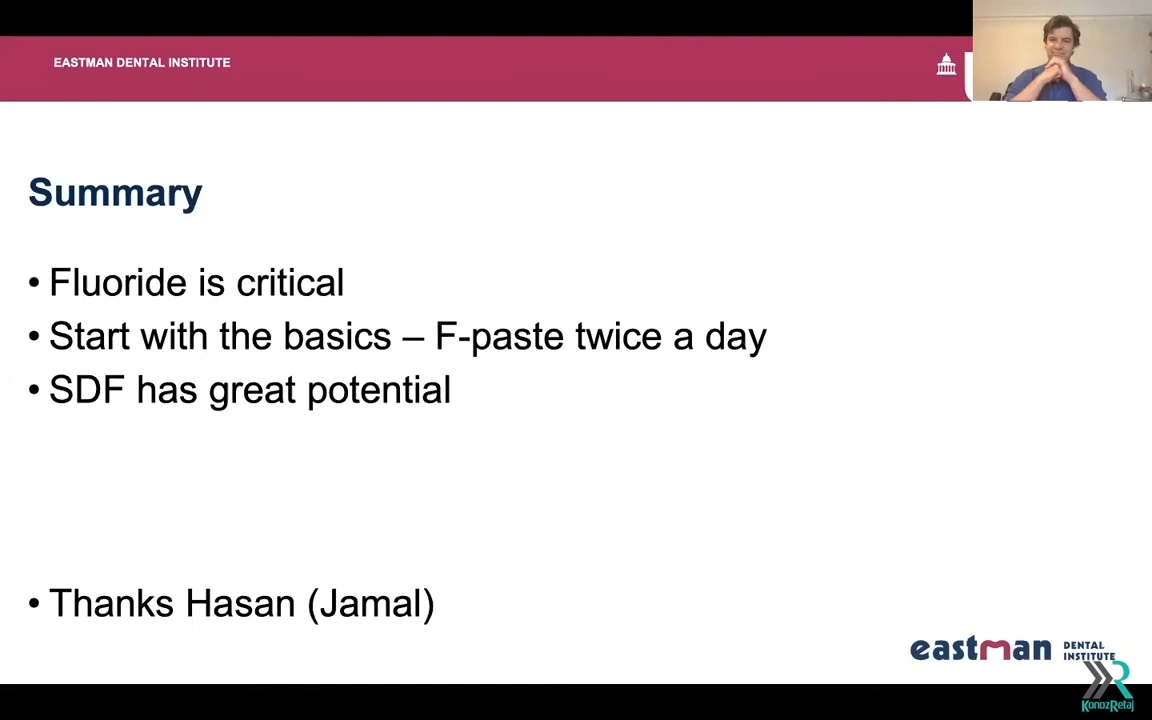 EASTMAN DENTAL INSTITUTE
Summary
• Fluoride is critical
• Start with the basics – F-paste twice a day
• SDF has great potential
• Thanks Hasan (Jamal)
eastman DENTAL
INSTITUTE
KonozRetaj